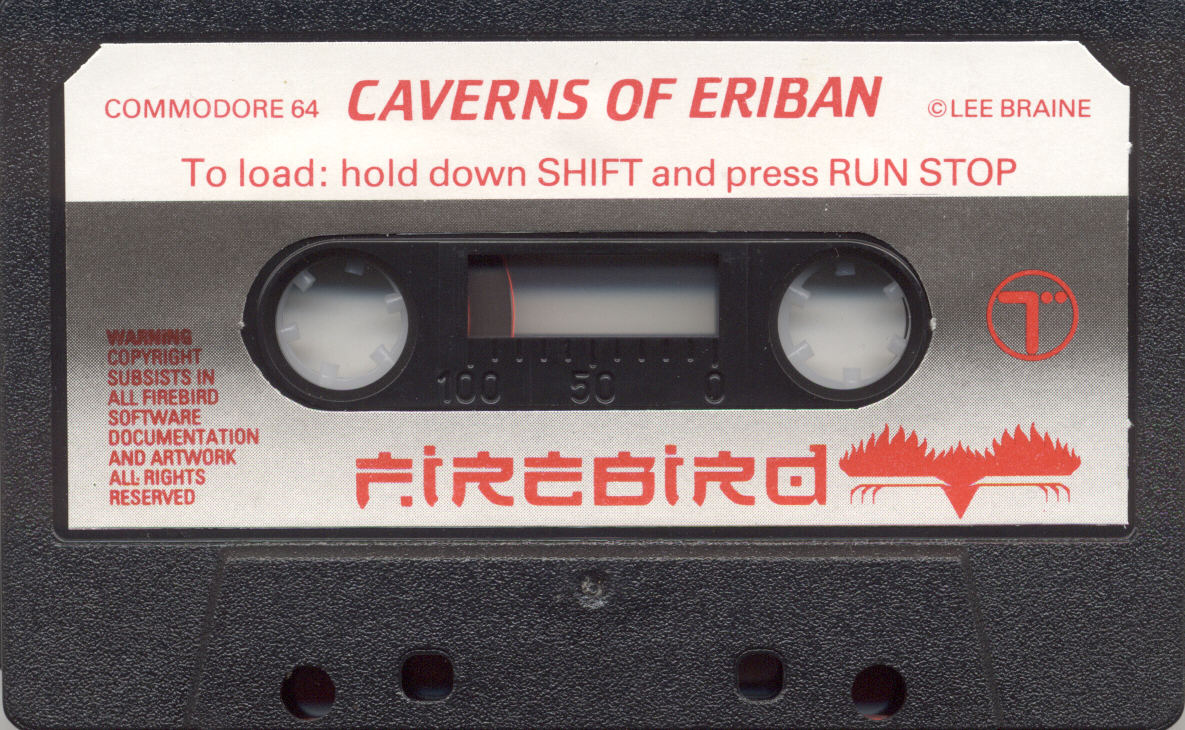 COMMODORE 64 CAVERNS OF ERIBAN ©LEE BRAINE
To load: hold down SHIFT and press RUN STOP
100 50 0
T
WARNING
COPYRIGHT
SUBSISTS IN
ALL FIREBIRD
SOFTWARE
DOCUMENTATION
AND ARTWORK
ALL RIGHTS
RESERVED
FIREBIRD